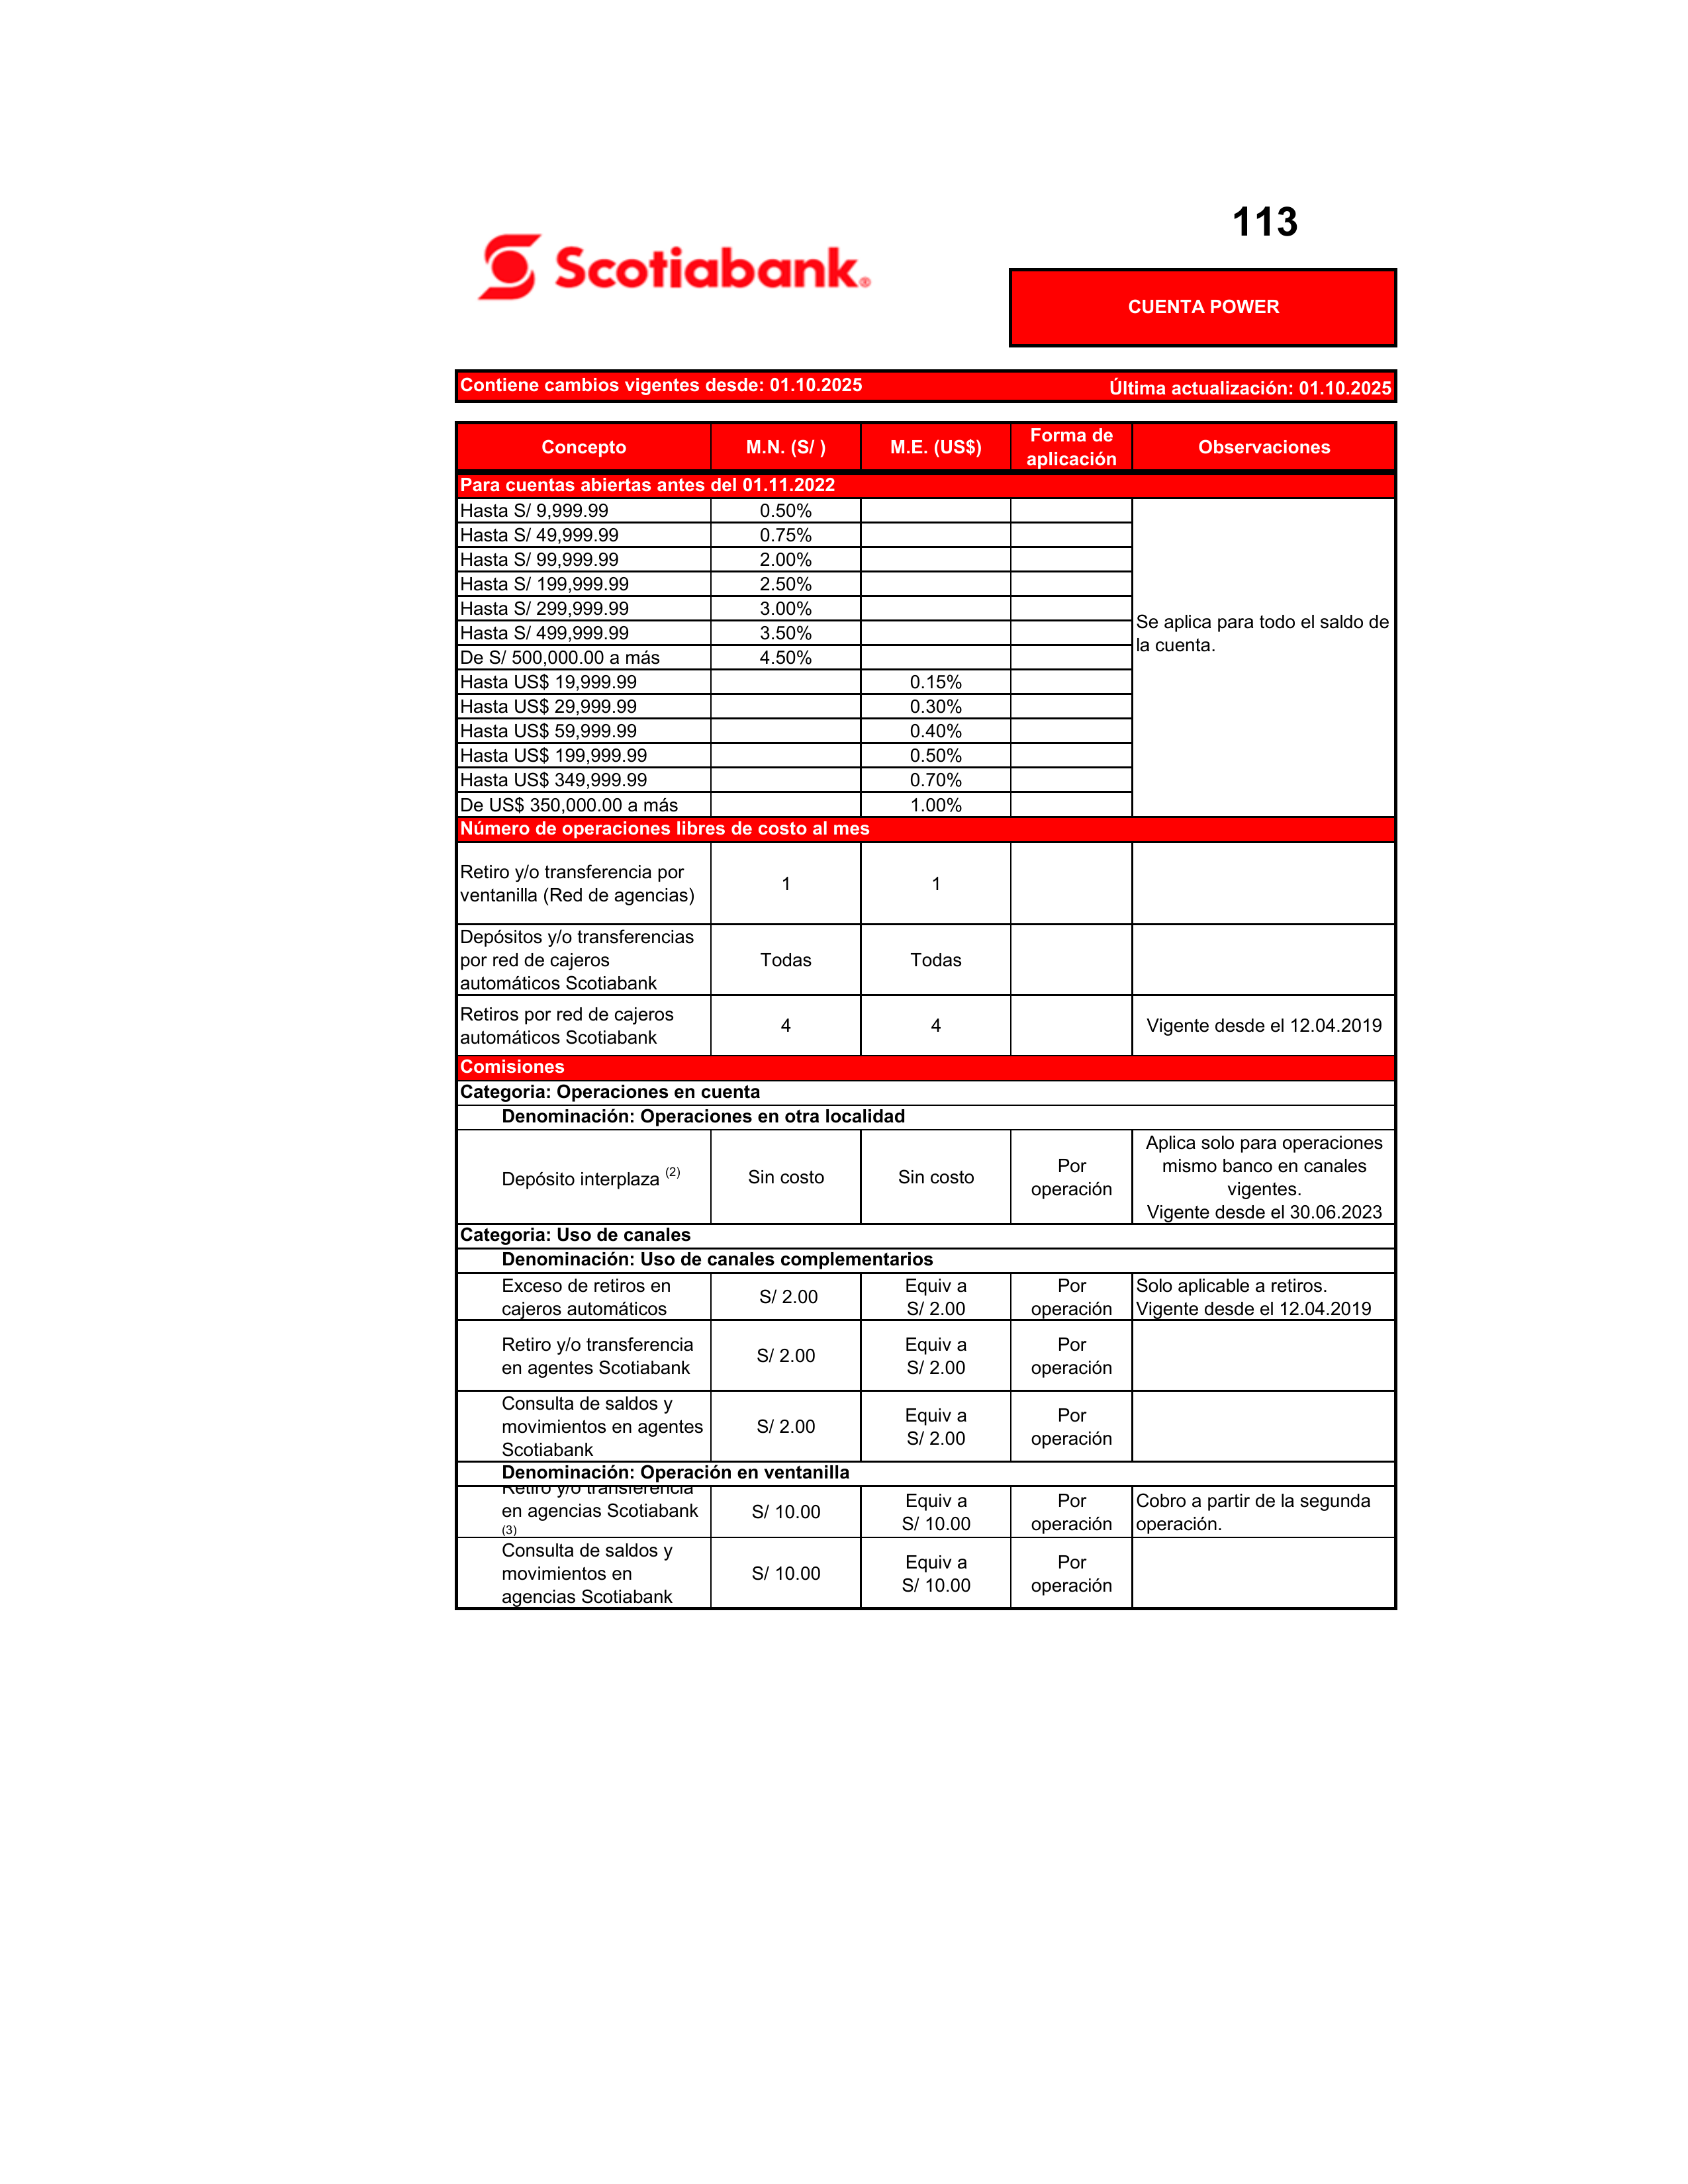 113
Scotiabank®
CUENTA POWER
Contiene cambios vigentes desde: 01.10.2025
Última actualización: 01.10.2025
Concepto
M.N. (S/ )
M.E. (US$)
Forma de
aplicación
Observaciones
Para cuentas abiertas antes del 01.11.2022
Hasta S/ 9,999.99 0.50%
Hasta S/ 49,999.99 0.75%
Hasta S/ 99,999.99 2.00%
Hasta S/ 199,999.99 2.50%
Hasta S/ 299,999.99 3.00%
Hasta S/ 499,999.99 3.50%
De S/ 500,000.00 a más 4.50%
Hasta US$ 19,999.99 0.15%
Hasta US$ 29,999.99 0.30%
Hasta US$ 59,999.99 0.40%
Hasta US$ 199,999.99 0.50%
Hasta US$ 349,999.99 0.70%
De US$ 350,000.00 a más 1.00%
Se aplica para todo el saldo de
la cuenta.
Número de operaciones libres de costo al mes
Retiro y/o transferencia por
ventanilla (Red de agencias)
1
1
Depósitos y/o transferencias
por red de cajeros
automáticos Scotiabank
Todas
Todas
Retiros por red de cajeros
automáticos Scotiabank
4
4
Vigente desde el 12.04.2019
Comisiones
Categoria: Operaciones en cuenta
Denominación: Operaciones en otra localidad
Depósito interplaza (2)
Sin costo
Sin costo
Por
operación
Aplica solo para operaciones
mismo banco en canales
vigentes.
Vigente desde el 30.06.2023
Categoria: Uso de canales
Denominación: Uso de canales complementarios
Exceso de retiros en
cajeros automáticos
S/ 2.00
Equiv a
S/ 2.00
Por
operación
Solo aplicable a retiros.
Vigente desde el 12.04.2019
Retiro y/o transferencia
en agentes Scotiabank
S/ 2.00
Equiv a
S/ 2.00
Por
operación
Consulta de saldos y
movimientos en agentes
Scotiabank
S/ 2.00
Equiv a
S/ 2.00
Por
operación
Denominación: Operación en ventanilla
Retiro y/o transferencia
en agencias Scotiabank
(3)
S/ 10.00
Equiv a
S/ 10.00
Por
operación
Cobro a partir de la segunda
operación.
Consulta de saldos y
movimientos en
agencias Scotiabank
S/ 10.00
Equiv a
S/ 10.00
Por
operación